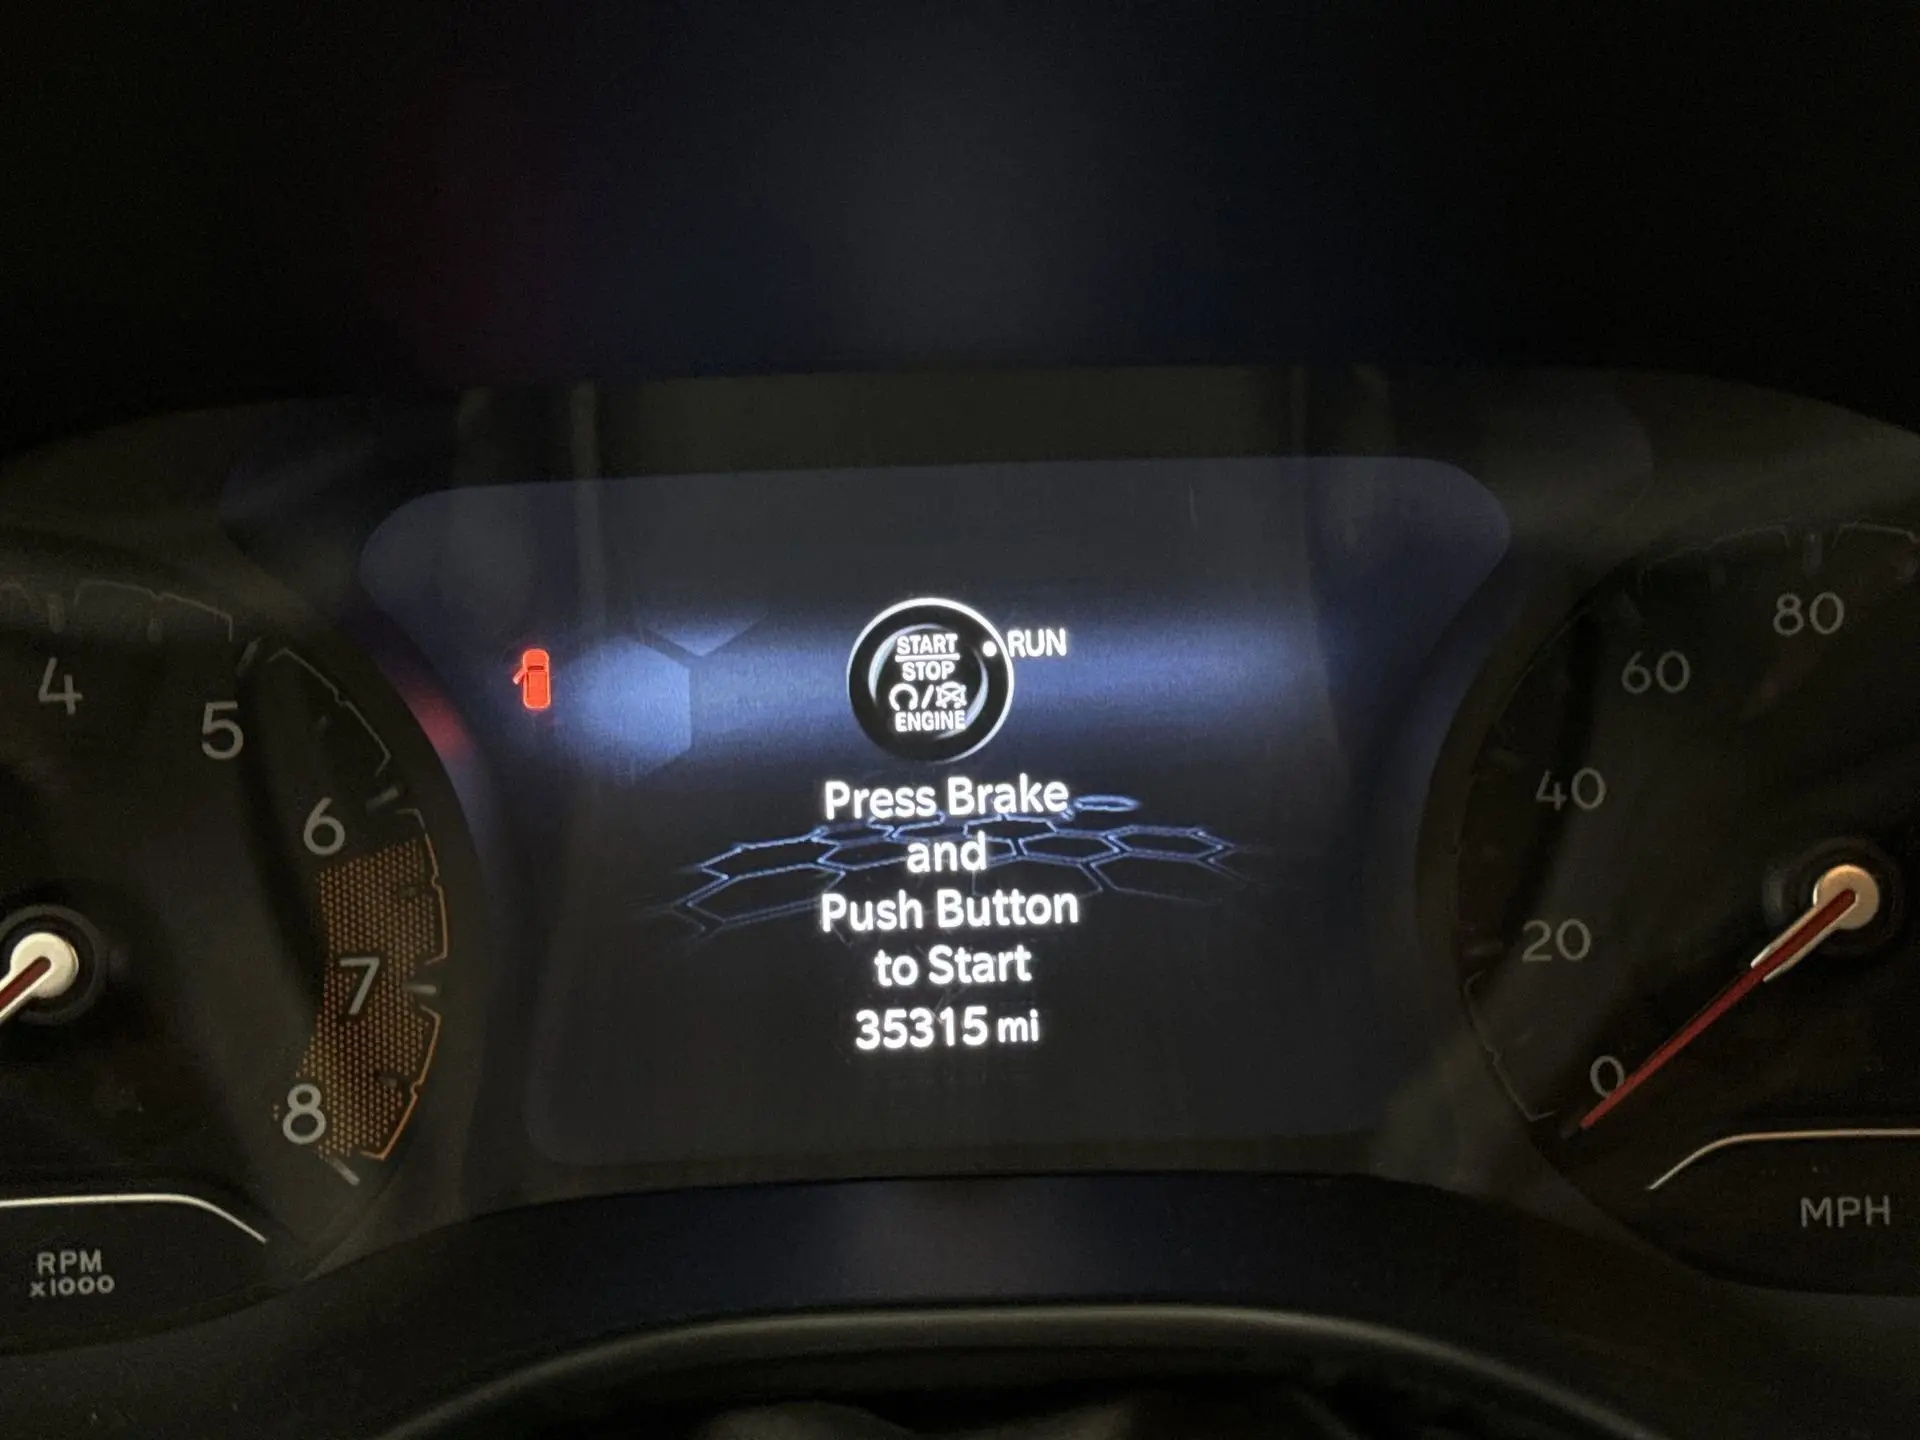 START
STOP
ENGINE
RUN
Press Brake
and
Push Button
to Start
35315 mi
4
5
6
7
8
RPM
x1000
80
60
40
20
0
MPH